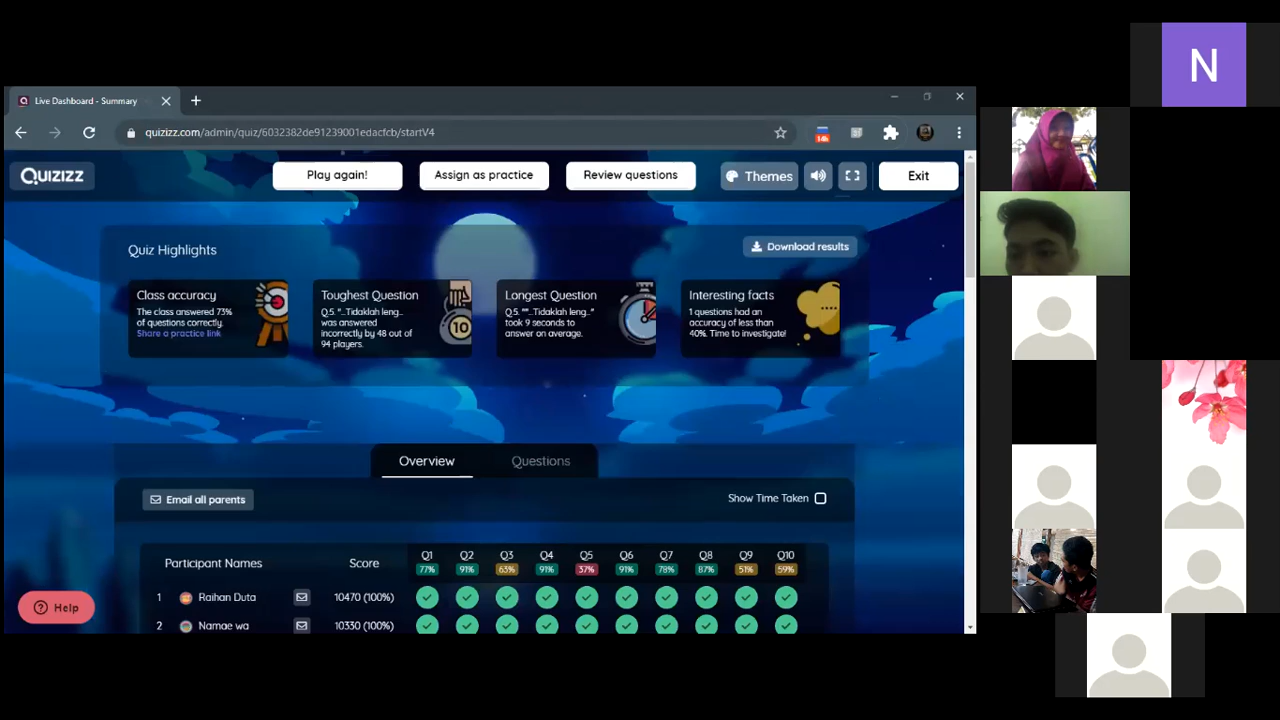 N
Live Dashboard - Summary
quizizz.com/admin/quiz/6032382de91239001edacfcb/startV4
QUIZIZZ
Play again!
Assign as practice
Review questions
Themes
Exit
Quiz Highlights
Download results
Class accuracy
The class answered 73%
of questions correctly.
Share a practice link
Toughest Question
Q.5. "...Tidaklah leng...
was answered
incorrectly by 48 out of
94 players.
10
Longest Question
Q.5. ""...Tidaklah leng..."
took 9 seconds to
answer on average.
Interesting facts
1 questions had an
accuracy of less than
40%. Time to investigate!
Overview Questions
Email all parents
Show Time Taken
Participant Names Score Q1 Q2 Q3 Q4 Q5 Q6 Q7 Q8 Q9 Q10
77% 91% 63% 91% 37% 91% 78% 87% 51% 59%
1 Raihan Duta 10470 (100%)
2 Namae wa 10330 (100%)
Help